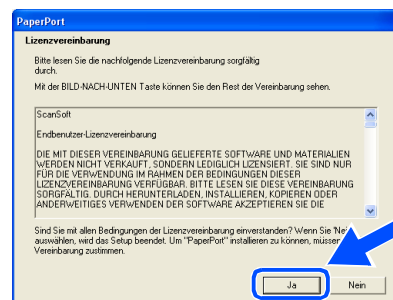 PaperPort
Lizenzvereinbarung
Bitte lesen Sie die nachfolgende Lizenzvereinbarung sorgfältig
durch.
Mit der BILD-NACH-UNTEN Taste können Sie den Rest der Vereinbarung sehen.
ScanSoft
Endbenutzer-Lizenzvereinbarung
DIE MIT DIESER VEREINBARUNG GELIEFERTE SOFTWARE UND MATERIALIEN
WERDEN NICHT VERKAUFT, SONDERN LEDIGLICH LIZENSIERT. SIE SIND NUR
FÜR DIE VERWENDUNG IM RAHMEN DER BEDINGUNGEN DIESER
LIZENZVEREINBARUNG VERFÜGBAR. BITTE LESEN SIE DIESE VEREINBARUNG
SORGFÄLTIG. DURCH HERUNTERLADEN, INSTALLIEREN, KOPIEREN ODER
ANDERWEITIGES VERWENDEN DER SOFTWARE AKZEPTIEREN SIE DIE
Sind Sie mit allen Bedingungen der Lizenzvereinbarung einverstanden? Wenn Sie
auswählen, wird das Setup beendet. Um "PaperPort" installieren zu können,
Vereinbarung zustimmen.
Ja
Nein